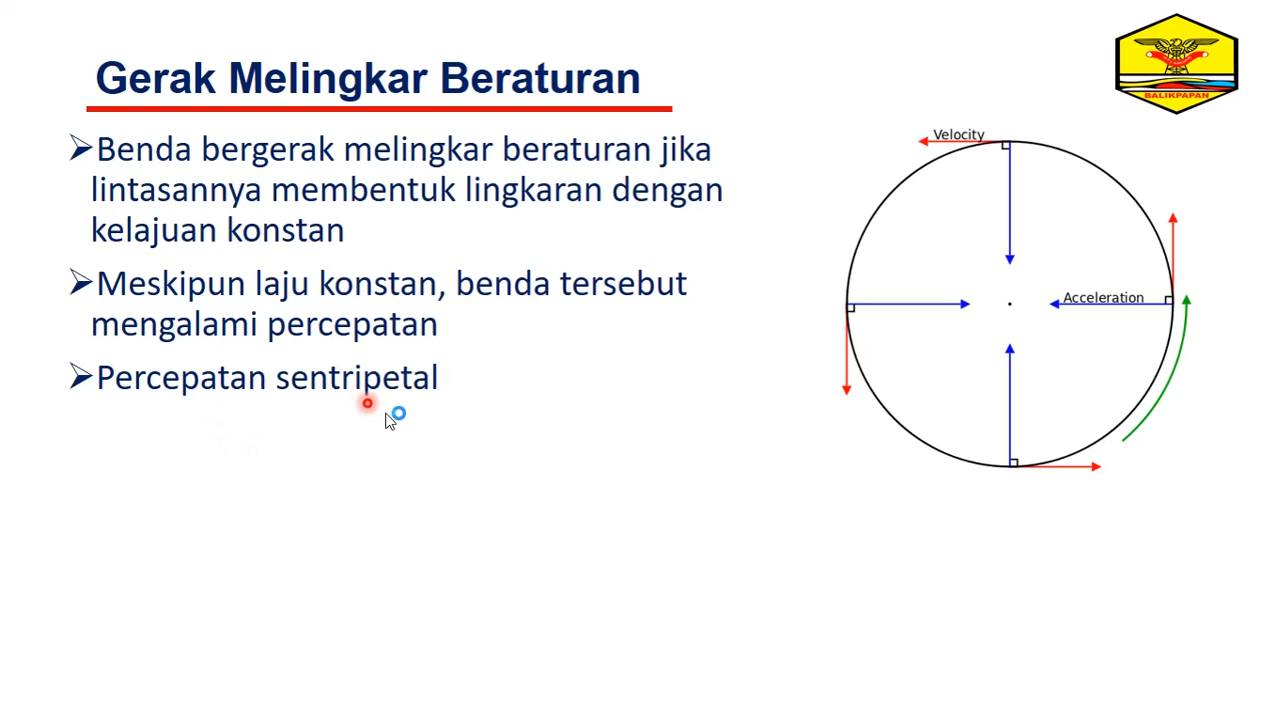 Gerak Melingkar Beraturan
BALIKPAPAN
➢Benda bergerak melingkar beraturan jika
lintasannya membentuk lingkaran dengan
kelajuan konstan
➢Meskipun laju konstan, benda tersebut
mengalami percepatan
➢Percepatan sentripetal
Velocity
Acceleration